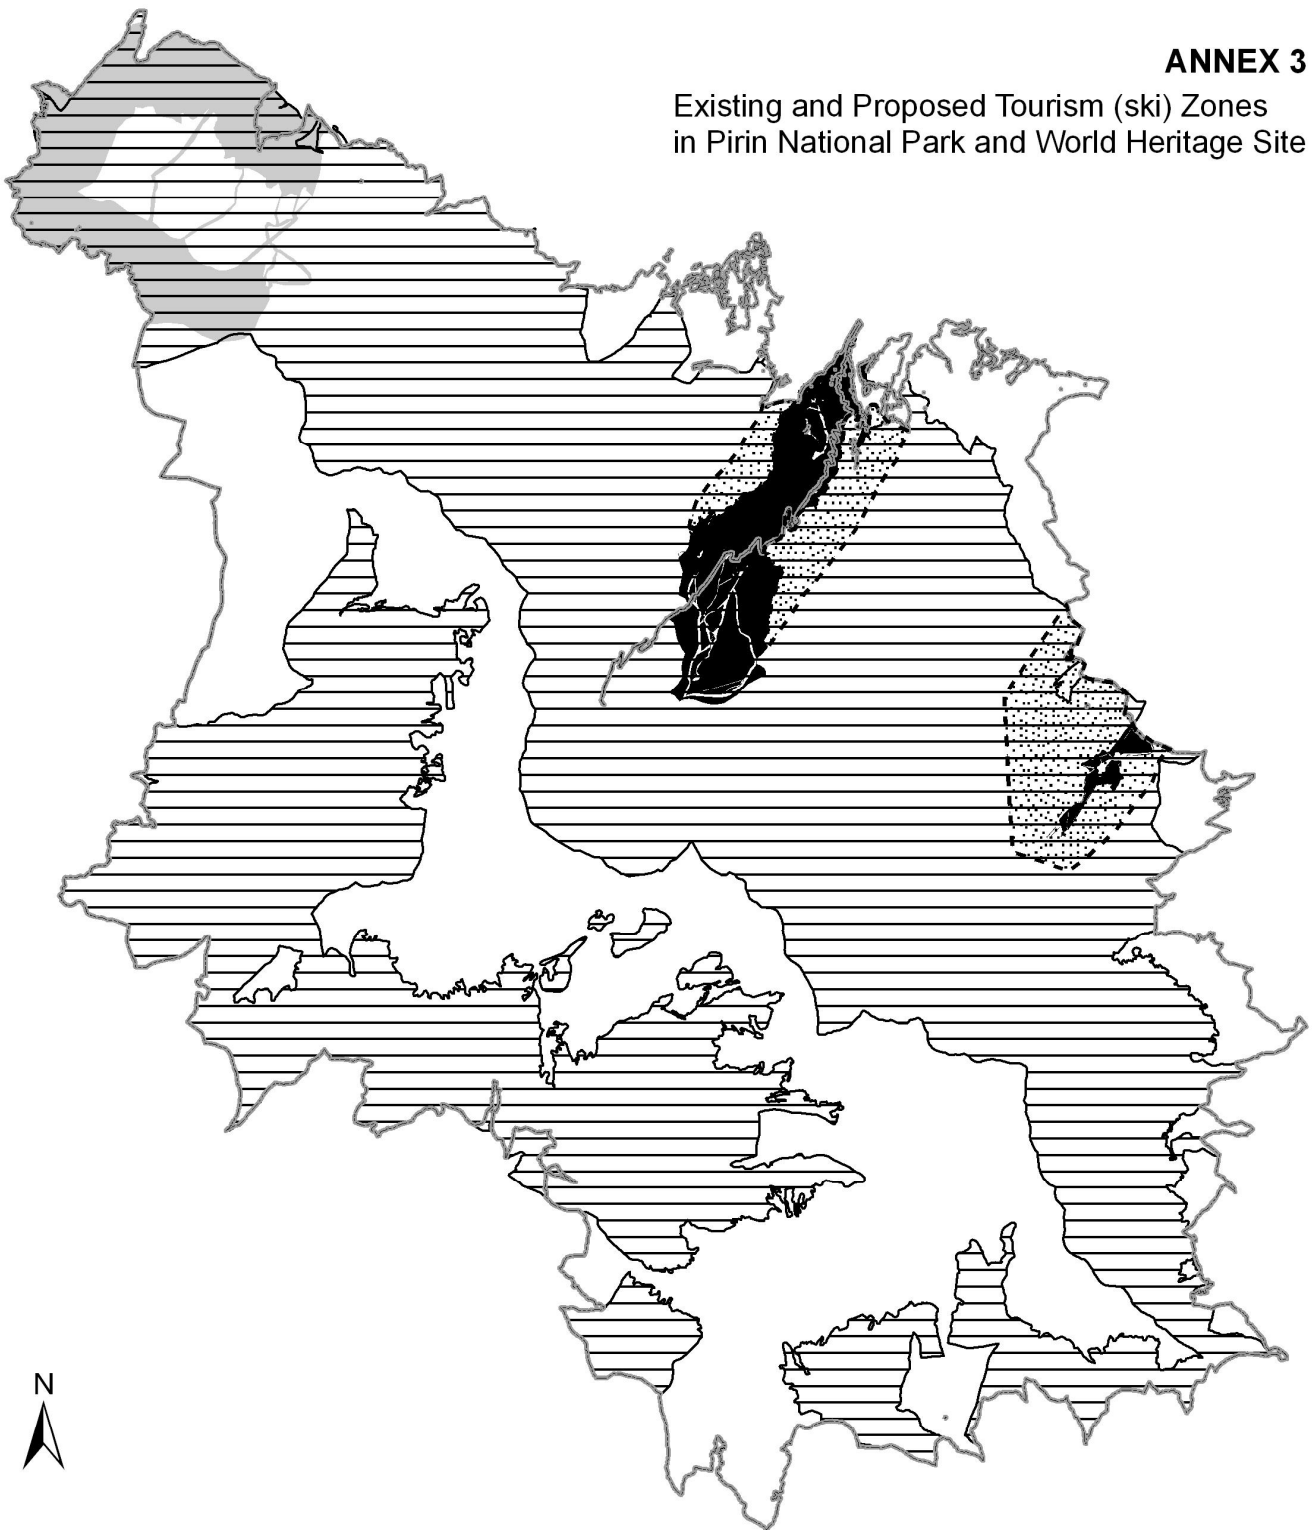 ANNEX 3
Existing and Proposed Tourism (ski) Zones
in Pirin National Park and World Heritage Site
N